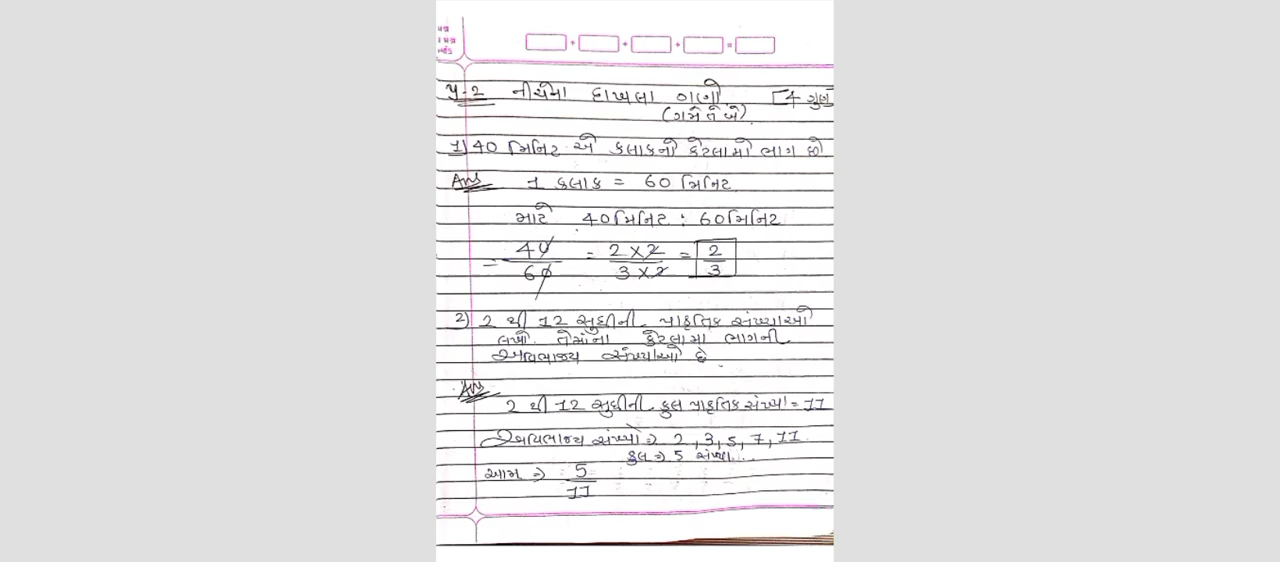 પ્ર-2 નીચેના દાખલા ગણો [4 ગુણ
(ગમે તે બે)
1) 40 મિનિટ એ કલાકનો કેટલામો ભાગ છે
Ans 1 કલાક = 60 મિનિટ
માટે 40 મિનિટ : 60 મિનિટ
= 40/60 = 2×2/3×2 = 2/3
2) 2 થી 12 સુધીની પ્રાકૃતિક સંખ્યાઓ
લખો. તેમાંના કેટલામા ભાગની
અવિભાજ્ય સંખ્યાઓ છે
Ans
2 થી 12 સુધીની કુલ પ્રાકૃતિક સંખ્યા = 11
અવિભાજ્ય સંખ્યો ⇒ 2, 3, 5, 7, 11
કુલ ⇒ 5 સંખ્યા...
આમ ⇒ 5/11